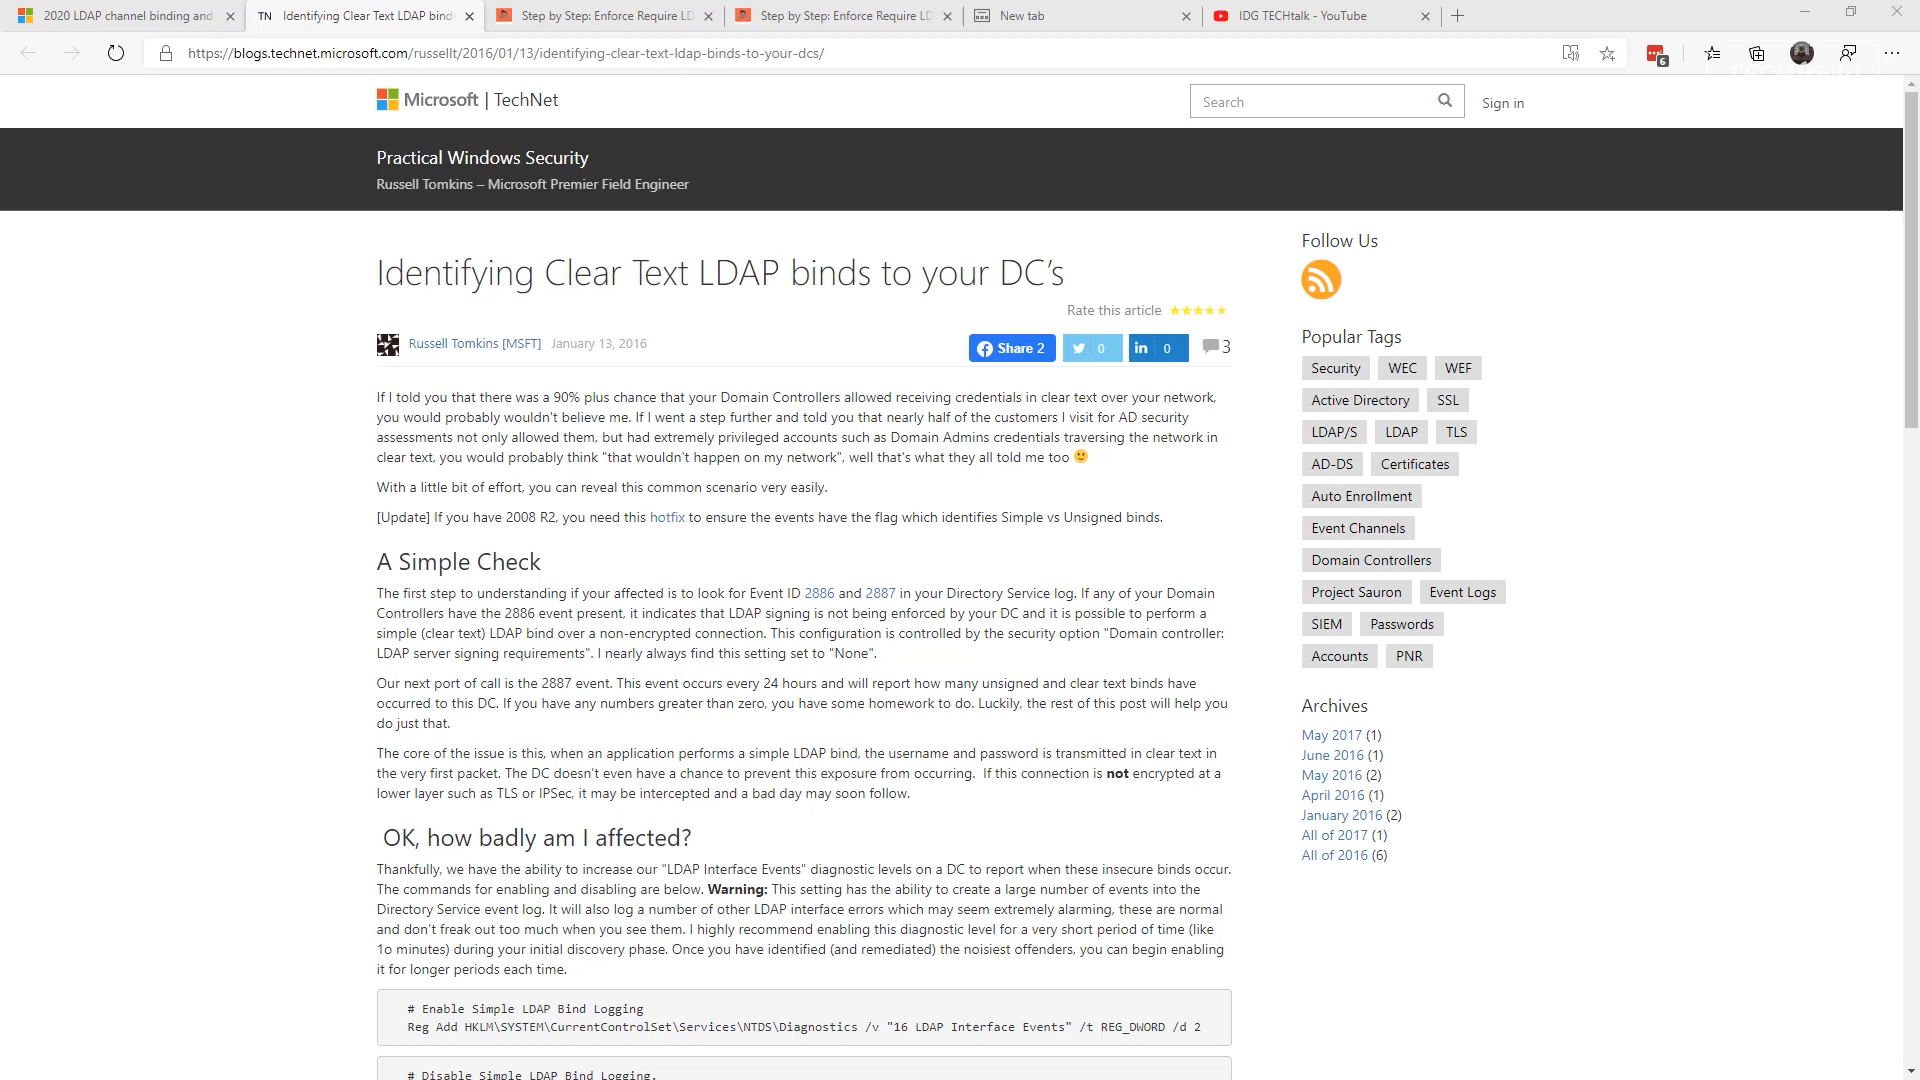 2020 LDAP channel binding and
TN Identifying Clear Text LDAP binds
Step by Step: Enforce Require LD
Step by Step: Enforce Require LD
New tab
IDG TECHtalk - YouTube
https://blogs.technet.microsoft.com/russellt/2016/01/13/identifying-clear-text-ldap-binds-to-your-dcs/
6
Microsoft | TechNet
Search
Sign in
Practical Windows Security
Russell Tomkins – Microsoft Premier Field Engineer
Identifying Clear Text LDAP binds to your DC's
Rate this article
Russell Tomkins [MSFT] January 13, 2016
Share 2
0
in 0
3
If I told you that there was a 90% plus chance that your Domain Controllers allowed receiving credentials in clear text over your network,
you would probably wouldn't believe me. If I went a step further and told you that nearly half of the customers I visit for AD security
assessments not only allowed them, but had extremely privileged accounts such as Domain Admins credentials traversing the network in
clear text, you would probably think "that wouldn't happen on my network", well that's what they all told me too 🙂
With a little bit of effort, you can reveal this common scenario very easily.
[Update] If you have 2008 R2, you need this hotfix to ensure the events have the flag which identifies Simple vs Unsigned binds.
A Simple Check
The first step to understanding if your affected is to look for Event ID 2886 and 2887 in your Directory Service log. If any of your Domain
Controllers have the 2886 event present, it indicates that LDAP signing is not being enforced by your DC and it is possible to perform a
simple (clear text) LDAP bind over a non-encrypted connection. This configuration is controlled by the security option "Domain controller:
LDAP server signing requirements". I nearly always find this setting set to "None".
Our next port of call is the 2887 event. This event occurs every 24 hours and will report how many unsigned and clear text binds have
occurred to this DC. If you have any numbers greater than zero, you have some homework to do. Luckily, the rest of this post will help you
do just that.
The core of the issue is this, when an application performs a simple LDAP bind, the username and password is transmitted in clear text in
the very first packet. The DC doesn't even have a chance to prevent this exposure from occurring.  If this connection is not encrypted at a
lower layer such as TLS or IPSec, it may be intercepted and a bad day may soon follow.
OK, how badly am I affected?
Thankfully, we have the ability to increase our "LDAP Interface Events" diagnostic levels on a DC to report when these insecure binds occur.
The commands for enabling and disabling are below. Warning: This setting has the ability to create a large number of events into the
Directory Service event log. It will also log a number of other LDAP interface errors which may seem extremely alarming, these are normal
and don't freak out too much when you see them. I highly recommend enabling this diagnostic level for a very short period of time (like
1o minutes) during your initial discovery phase. Once you have identified (and remediated) the noisiest offenders, you can begin enabling
it for longer periods each time.
# Enable Simple LDAP Bind Logging
Reg Add HKLM\SYSTEM\CurrentControlSet\Services\NTDS\Diagnostics /v "16 LDAP Interface Events" /t REG_DWORD /d 2
# Disable Simple LDAP Bind Logging.
Follow Us
Popular Tags
Security WEC WEF
Active Directory SSL
LDAP/S LDAP TLS
AD-DS Certificates
Auto Enrollment
Event Channels
Domain Controllers
Project Sauron Event Logs
SIEM Passwords
Accounts PNR
Archives
May 2017 (1)
June 2016 (1)
May 2016 (2)
April 2016 (1)
January 2016 (2)
All of 2017 (1)
All of 2016 (6)